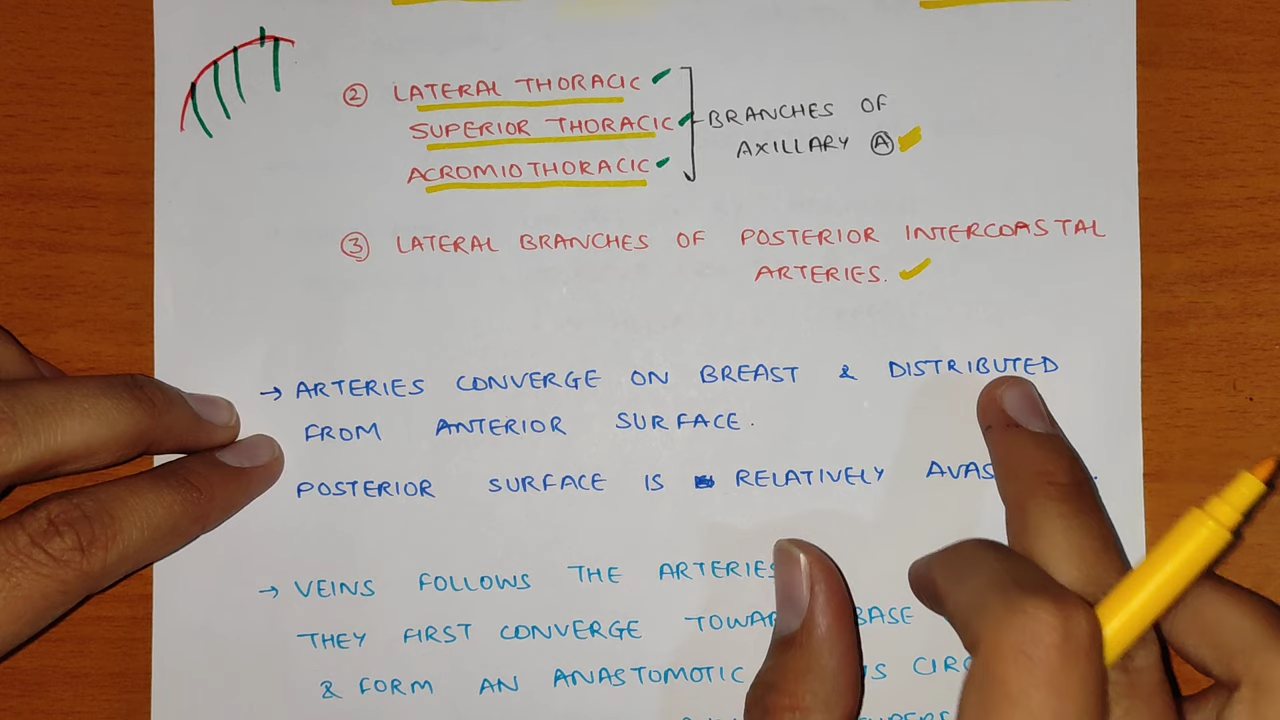 ② LATERAL THORACIC
SUPERIOR THORACIC
ACROMIOTHORACIC
BRANCHES OF
AXILLARY Ⓐ
③ LATERAL BRANCHES OF POSTERIOR INTERCOASTAL
ARTERIES.
→ ARTERIES CONVERGE ON BREAST & DISTRIBUTED
FROM ANTERIOR SURFACE.
POSTERIOR SURFACE IS RELATIVELY
→ VEINS FOLLOWS THE ARTERIES
THEY FIRST CONVERGE BASE
& FORM AN ANASTOMOTIC